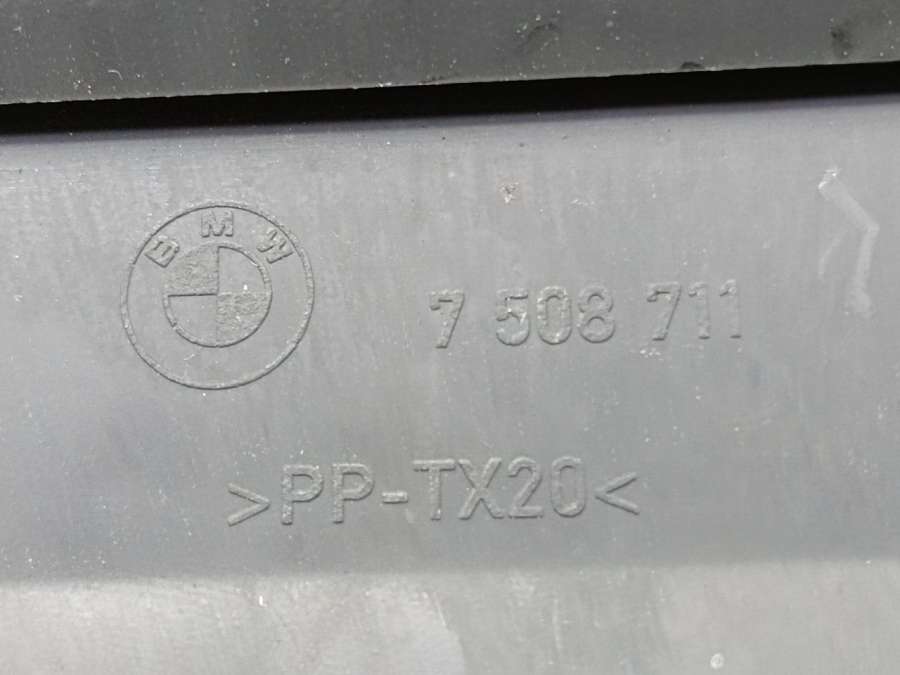 BMW
7 508 711
>PP-TX20<